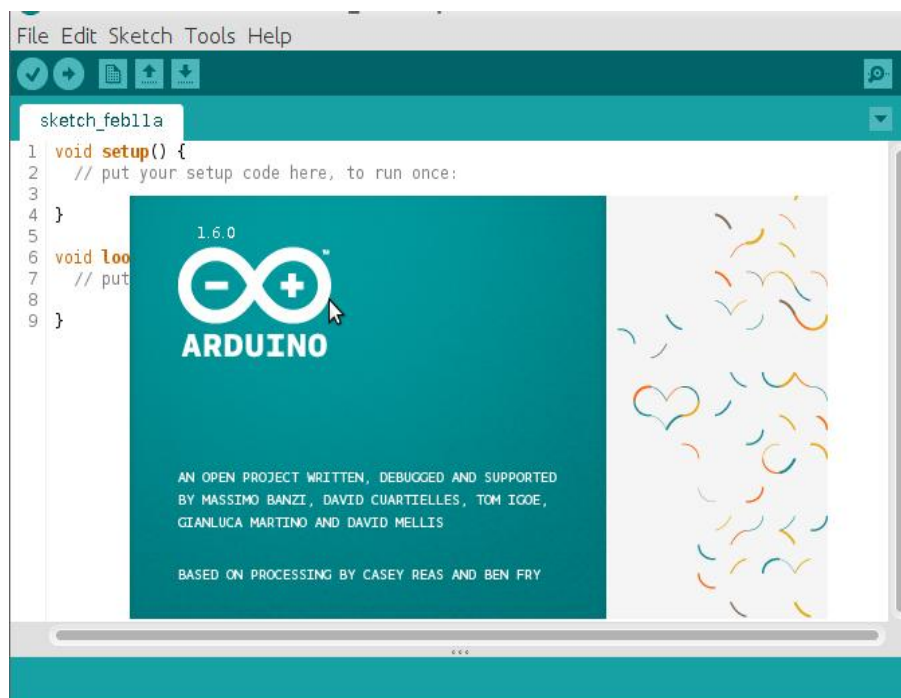 File Edit Sketch Tools Help
sketch_feb11a
1 void setup() {
2 // put your setup code here, to run once:
3
4 }
5
6 void loo
7 // put
8
9 }
1.6.0
ARDUINO
AN OPEN PROJECT WRITTEN, DEBUGGED AND SUPPORTED
BY MASSIMO BANZI, DAVID CUARTIELLES, TOM IGOE,
GIANLUCA MARTINO AND DAVID MELLIS
BASED ON PROCESSING BY CASEY REAS AND BEN FRY